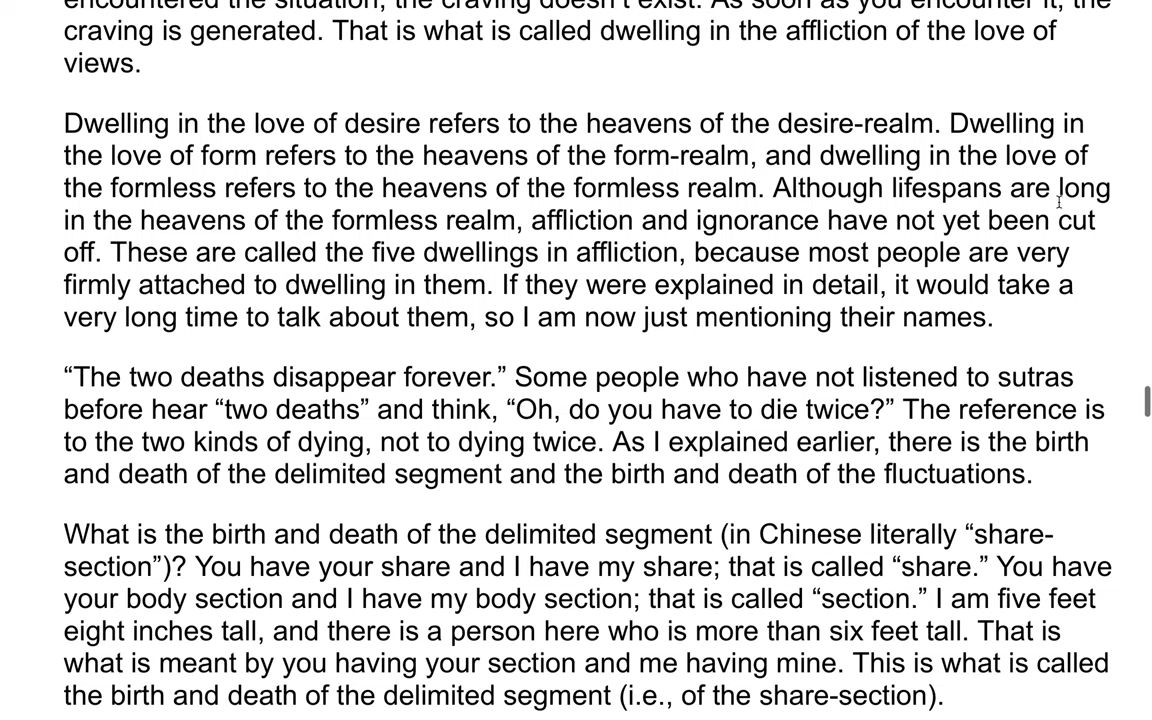 encountered the situation, the craving doesn't exist. As soon as you encounter it, the
craving is generated. That is what is called dwelling in the affliction of the love of
views.
Dwelling in the love of desire refers to the heavens of the desire-realm. Dwelling in
the love of form refers to the heavens of the form-realm, and dwelling in the love of
the formless refers to the heavens of the formless realm. Although lifespans are long
in the heavens of the formless realm, affliction and ignorance have not yet been cut
off. These are called the five dwellings in affliction, because most people are very
firmly attached to dwelling in them. If they were explained in detail, it would take a
very long time to talk about them, so I am now just mentioning their names.
“The two deaths disappear forever.” Some people who have not listened to sutras
before hear “two deaths” and think, “Oh, do you have to die twice?” The reference is
to the two kinds of dying, not to dying twice. As I explained earlier, there is the birth
and death of the delimited segment and the birth and death of the fluctuations.
What is the birth and death of the delimited segment (in Chinese literally “share-
section”)? You have your share and I have my share; that is called “share.” You have
your body section and I have my body section; that is called “section.” I am five feet
eight inches tall, and there is a person here who is more than six feet tall. That is
what is meant by you having your section and me having mine. This is what is called
the birth and death of the delimited segment (i.e., of the share-section).